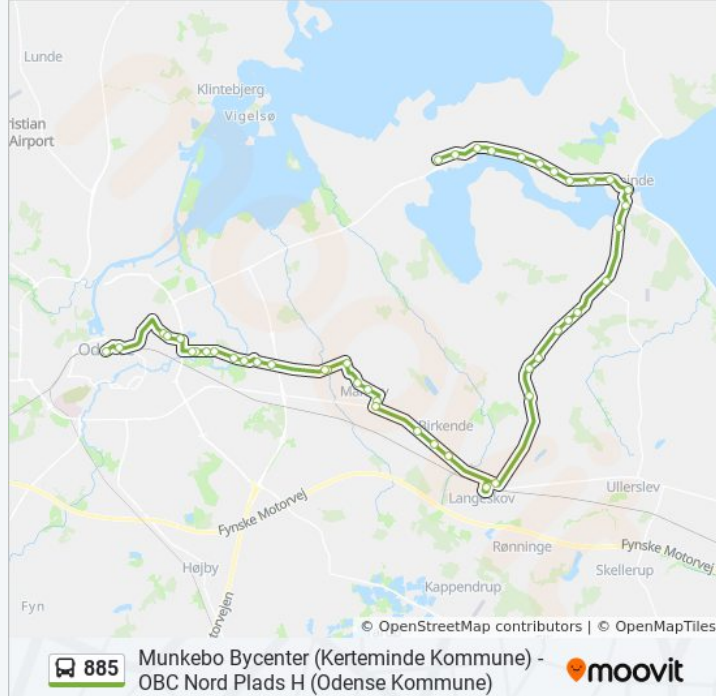 Lunde
Klintebjerg
Vigelsø
ristian
Airport
inde
Od
Ma
y
Birkende
Langeskov
Ullerslev
Fynske Motorvej
Rønninge
Fynske Motorvej
Højby
Skellerup
Kappendrup
Fyn
torvejen
© OpenStreetMap contributors | © OpenMapTiles
885
Munkebo Bycenter (Kerteminde Kommune) -
OBC Nord Plads H (Odense Kommune)
moovit